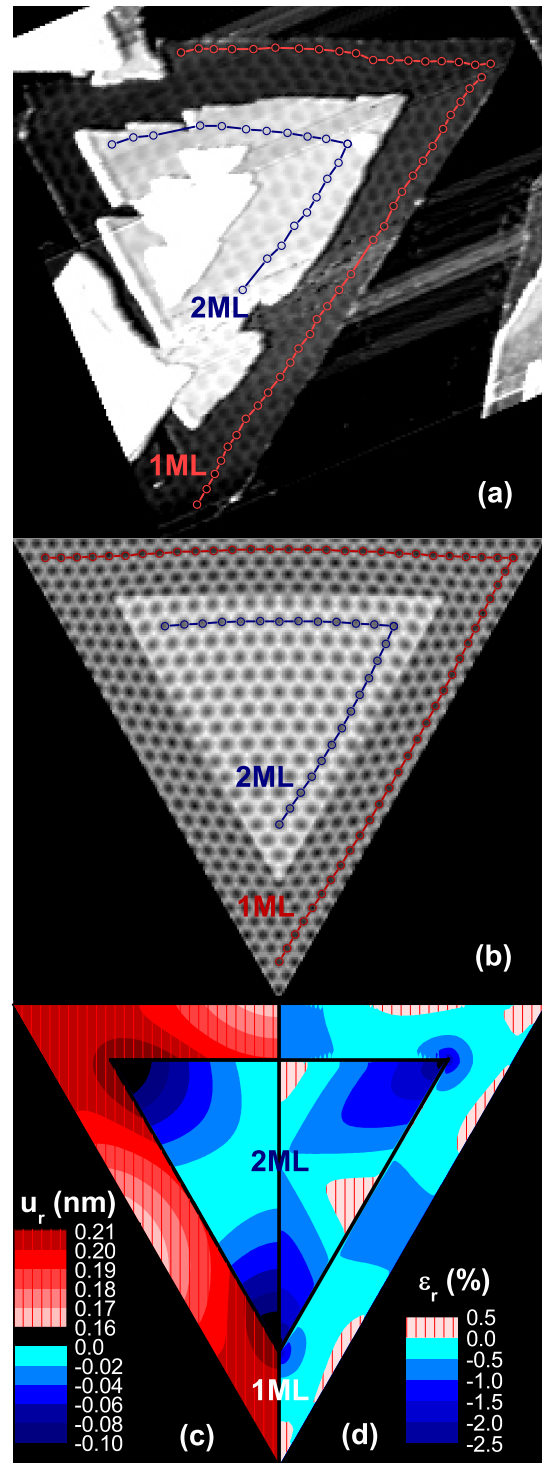 2ML
1ML
(a)
2ML
1ML
(b)
2ML
u_r (nm)
0.21
0.20
0.19
0.18
0.17
0.16
0.0
-0.02
-0.04
-0.06
-0.08
-0.10
ε_r (%)
0.5
0.0
-0.5
-1.0
-1.5
-2.0
-2.5
1ML
(c)
(d)